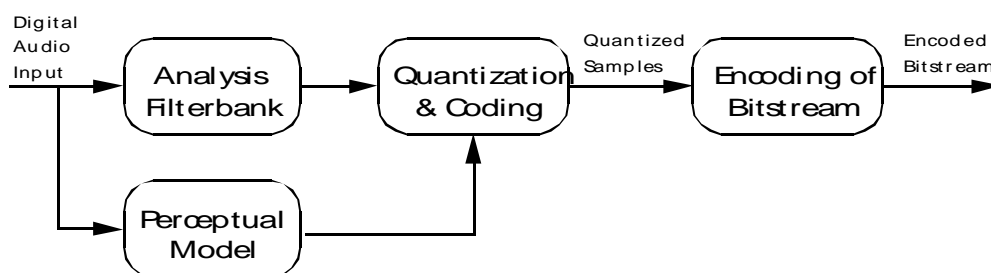 Digital
Audio
Input
Analysis
Filterbank
Quantization
& Coding
Quantized
Samples
Encoding of
Bitstream
Encoded
Bitstream
Perceptual
Model